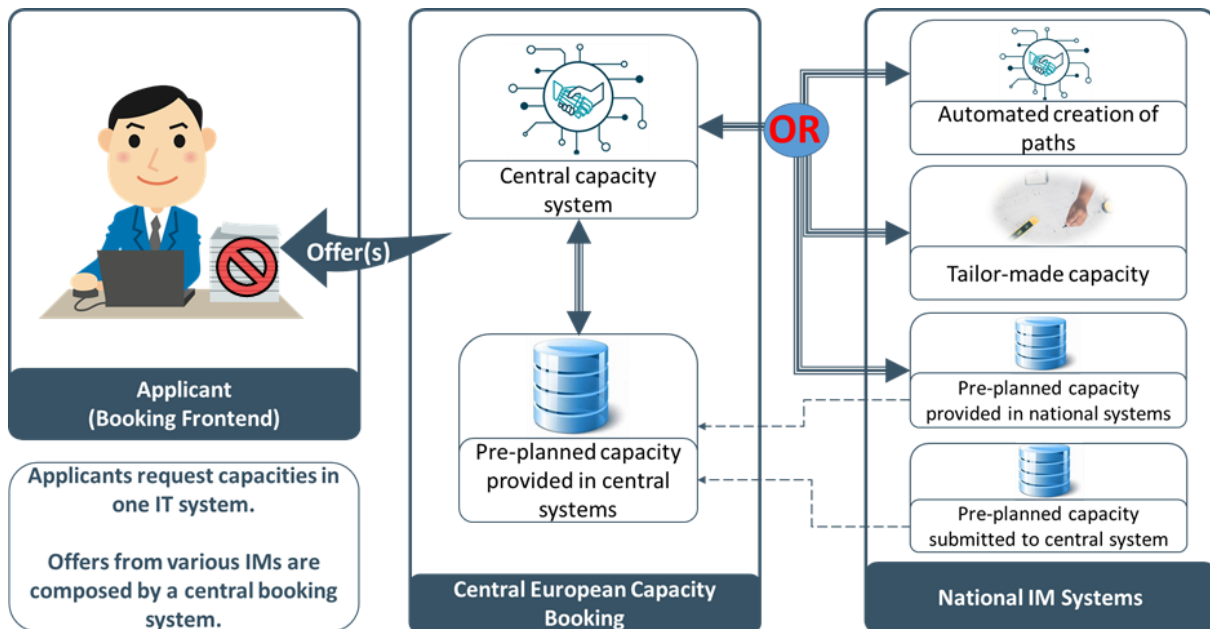 Applicant
(Booking Frontend)
Applicants request capacities in
one IT system.
Offers from various IMs are
composed by a central booking
system.
Offer(s)
Central capacity
system
Pre-planned capacity
provided in central
systems
Central European Capacity
Booking
OR
Automated creation of
paths
Tailor-made capacity
Pre-planned capacity
provided in national systems
Pre-planned capacity
submitted to central system
National IM Systems